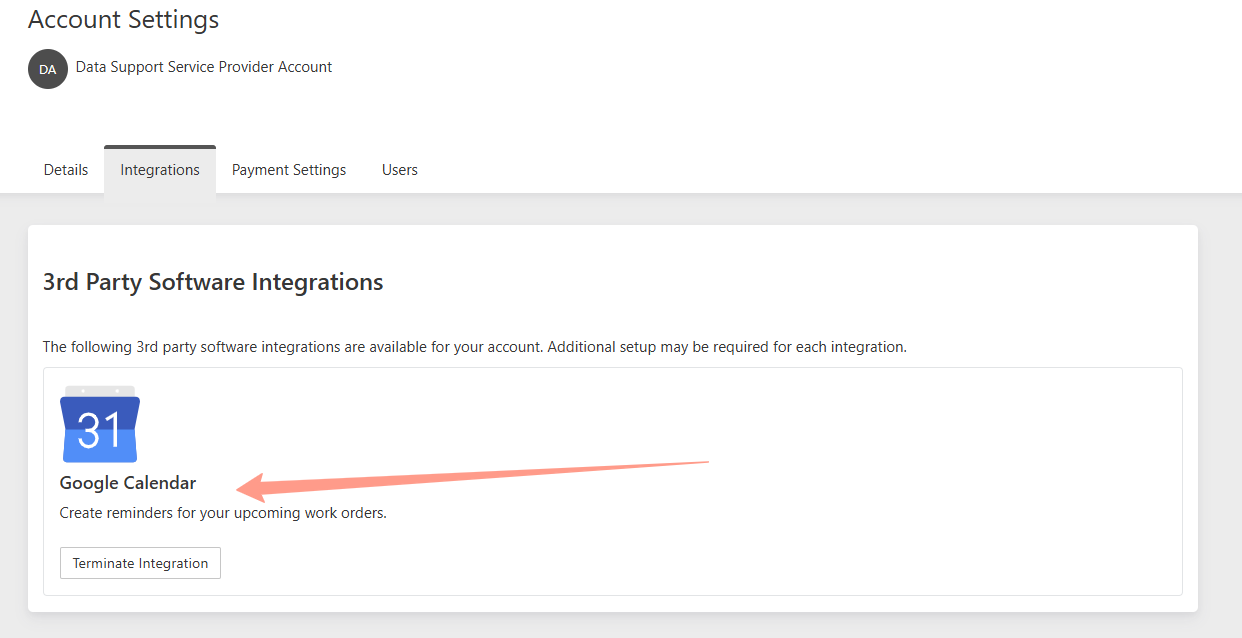 Account Settings
DA
Data Support Service Provider Account
Details
Integrations
Payment Settings
Users
3rd Party Software Integrations
The following 3rd party software integrations are available for your account. Additional setup may be required for each integration.
31
Google Calendar
Create reminders for your upcoming work orders.
Terminate Integration